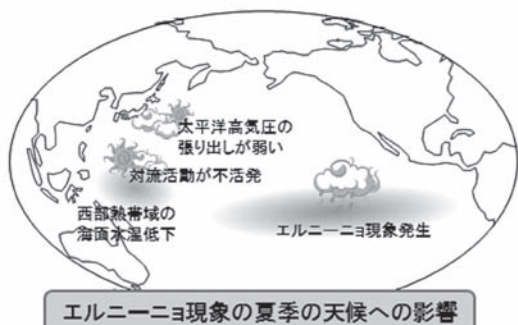 太平洋高気圧の
張り出しが弱い
対流活動が不活発
西部熱帯域の
海面水温低下
エルニーニョ現象発生
エルニーニョ現象の夏季の天候への影響